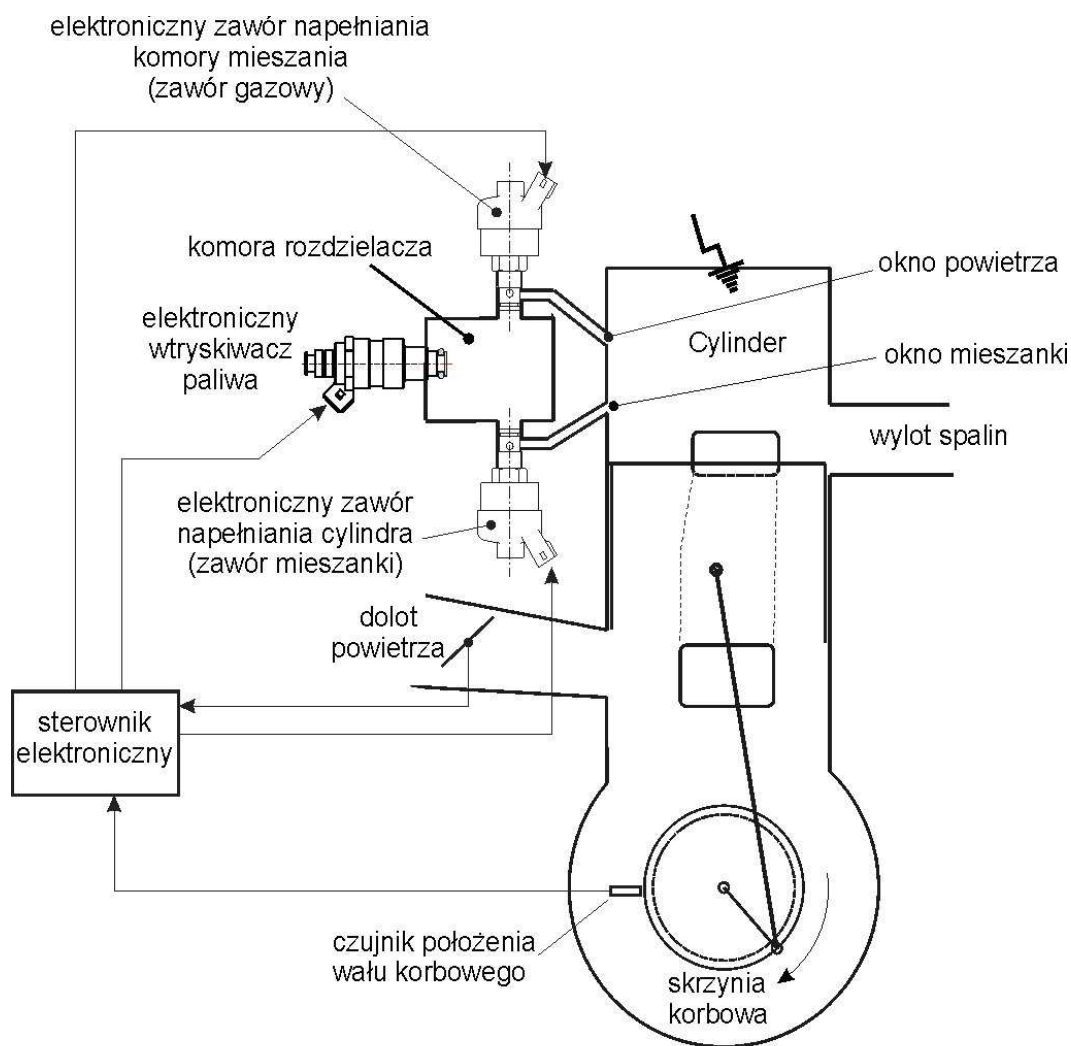 elektroniczny zawór napełniania
komory mieszania
(zawór gazowy)
komora rozdzielacza
okno powietrza
elektroniczny
wtryskiwacz
paliwa
Cylinder
okno mieszanki
wylot spalin
elektroniczny zawór
napełniania cylindra
(zawór mieszanki)
dolot
powietrza
sterownik
elektroniczny
czujnik położenia
wału korbowego
skrzynia
korbowa